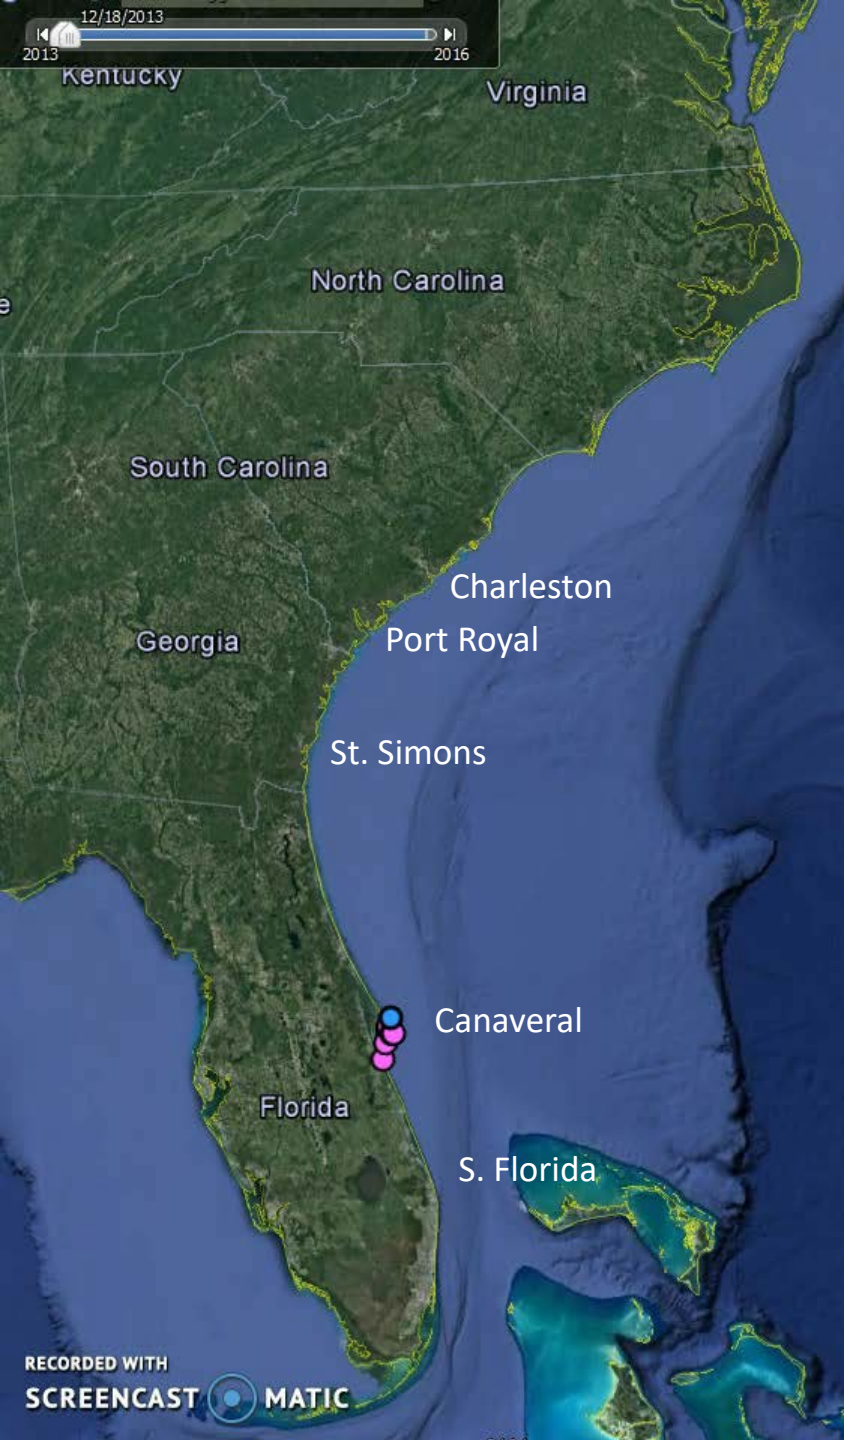 12/18/2013
2013
2016
Kentucky
Virginia
North Carolina
e
South Carolina
Charleston
Port Royal
Georgia
St. Simons
Canaveral
Florida
S. Florida
RECORDED WITH
SCREENCAST MATIC